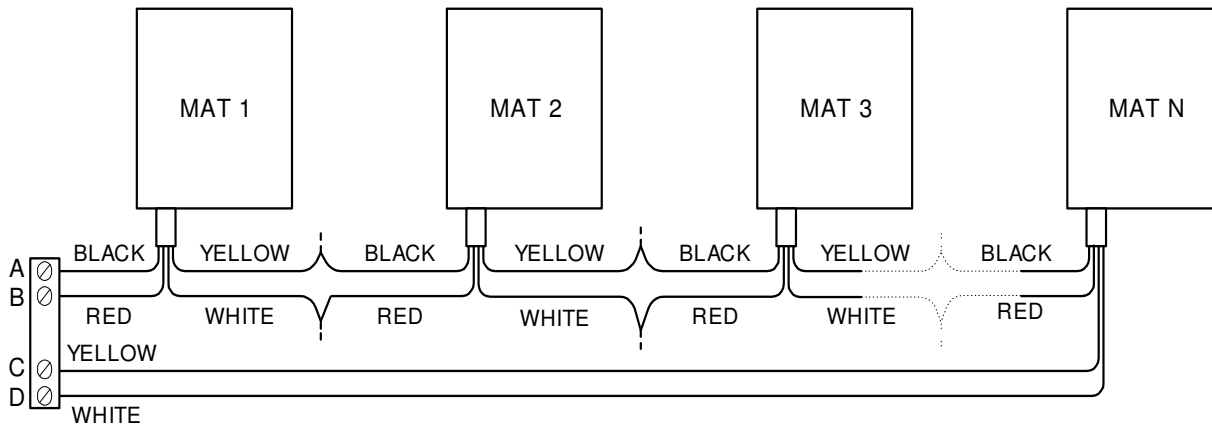 MAT 1
MAT 2
MAT 3
MAT N
BLACK
YELLOW
BLACK
YELLOW
BLACK
YELLOW
BLACK
A
B
RED
WHITE
RED
WHITE
RED
WHITE
RED
YELLOW
C
D
WHITE